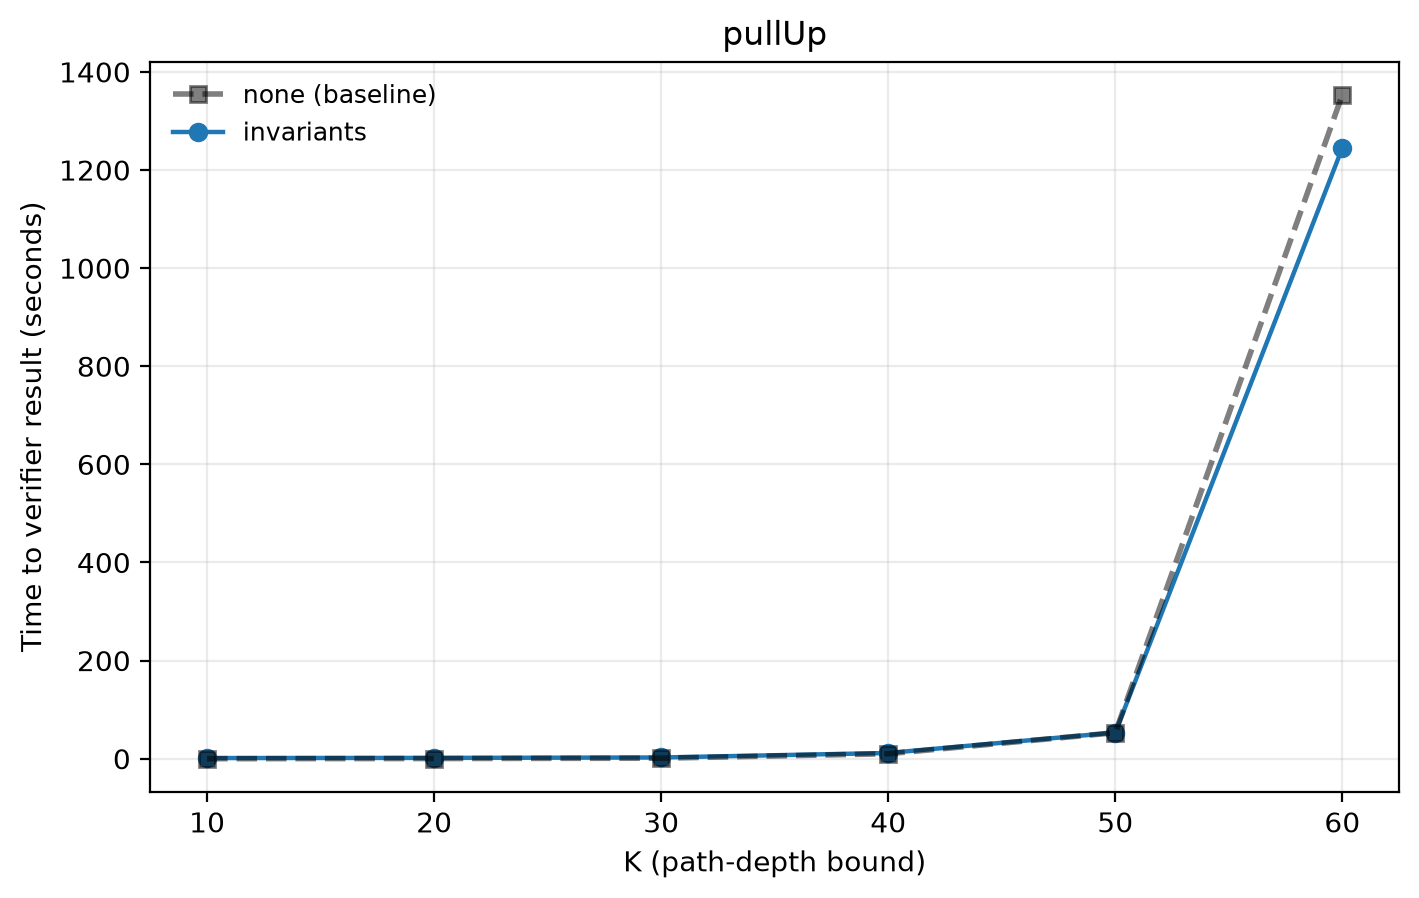 pullUp
none (baseline)
invariants
Time to verifier result (seconds)
1400
1200
1000
800
600
400
200
0
10 20 30 40 50 60
K (path-depth bound)